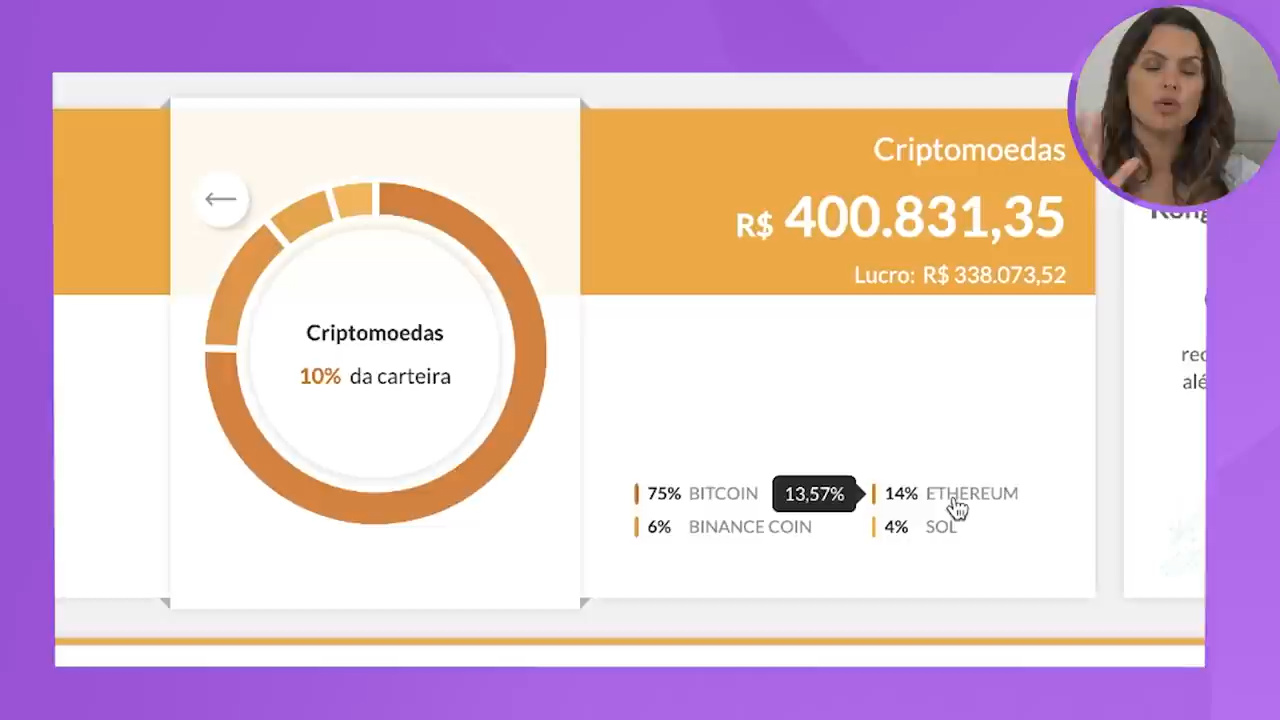 Criptomoedas
R$ 400.831,35
Lucro: R$ 338.073,52
Criptomoedas
10% da carteira
75% BITCOIN 13,57% 14% ETHEREUM
6% BINANCE COIN 4% SOL